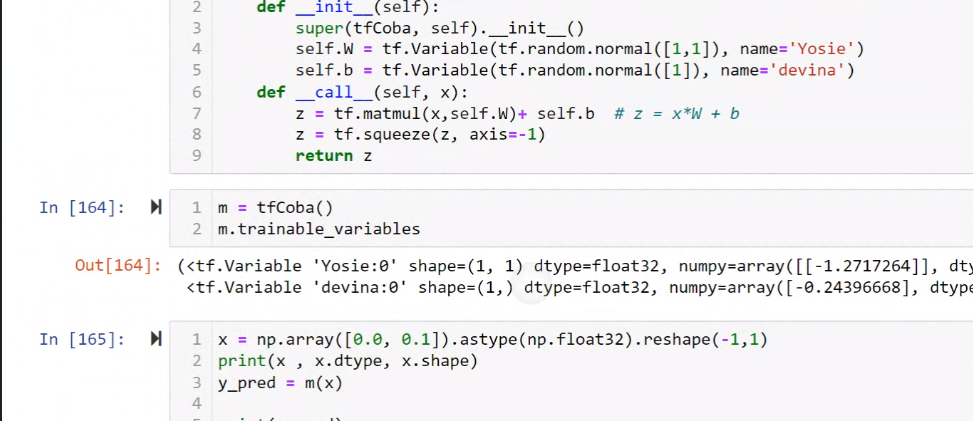 2 def __init__(self):
3 super(tfCoba, self).__init__()
4 self.W = tf.Variable(tf.random.normal([1,1]), name='Yosie')
5 self.b = tf.Variable(tf.random.normal([1]), name='devina')
6 def __call__(self, x):
7 z = tf.matmul(x,self.W)+ self.b # z = x*W + b
8 z = tf.squeeze(z, axis=-1)
9 return z
In [164]: 1 m = tfCoba()
2 m.trainable_variables
Out[164]: (<tf.Variable 'Yosie:0' shape=(1, 1) dtype=float32, numpy=array([[-1.2717264]], dty
<tf.Variable 'devina:0' shape=(1,) dtype=float32, numpy=array([-0.24396668], dtype
In [165]: 1 x = np.array([0.0, 0.1]).astype(np.float32).reshape(-1,1)
2 print(x , x.dtype, x.shape)
3 y_pred = m(x)
4